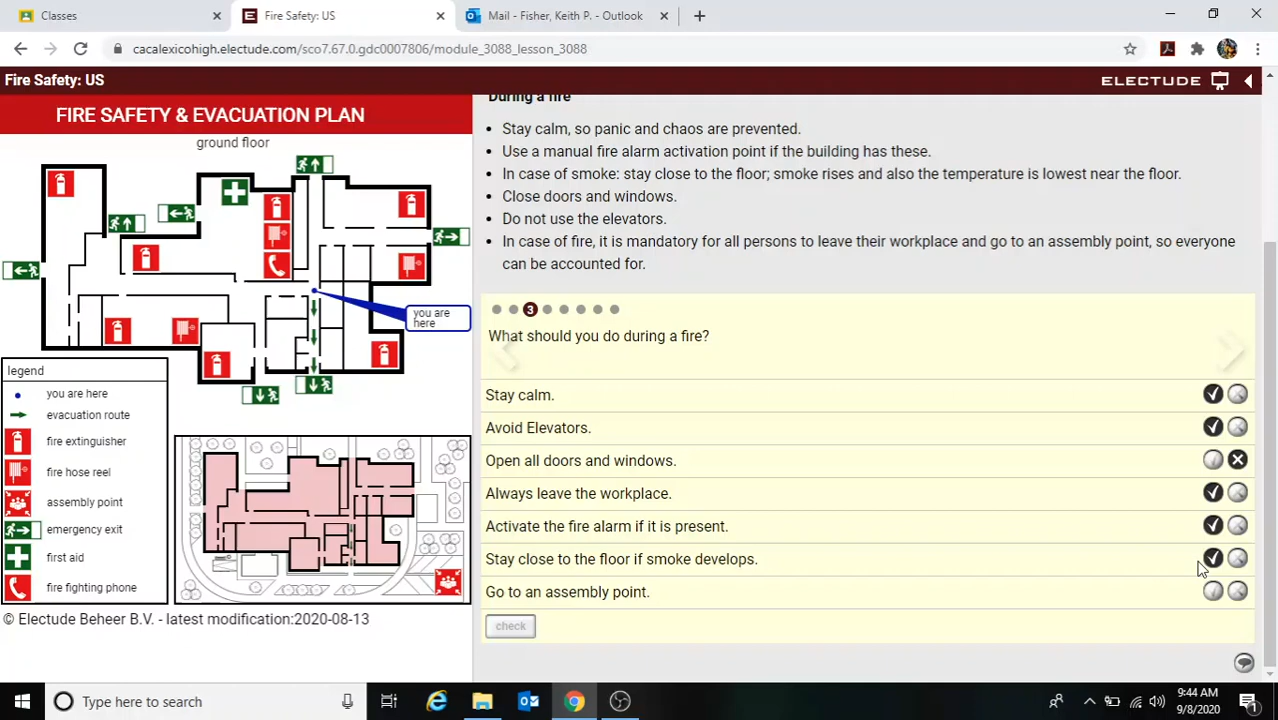 Classes
Fire Safety: US
Mail - Fisher, Keith P. - Outlook
cacalexicohigh.electude.com/sco7.67.0.gdc0007806/module_3088_lesson_3088
Fire Safety: US
ELECTUDE
FIRE SAFETY & EVACUATION PLAN
ground floor
you are
here
legend
you are here
evacuation route
fire extinguisher
fire hose reel
assembly point
emergency exit
first aid
fire fighting phone
© Electude Beheer B.V. - latest modification:2020-08-13
During a fire
• Stay calm, so panic and chaos are prevented.
• Use a manual fire alarm activation point if the building has these.
• In case of smoke: stay close to the floor; smoke rises and also the temperature is lowest near the floor.
• Close doors and windows.
• Do not use the elevators.
• In case of fire, it is mandatory for all persons to leave their workplace and go to an assembly point, so everyone
can be accounted for.
3
What should you do during a fire?
Stay calm.
Avoid Elevators.
Open all doors and windows.
Always leave the workplace.
Activate the fire alarm if it is present.
Stay close to the floor if smoke develops.
Go to an assembly point.
check
Type here to search
9:44 AM
9/8/2020
1